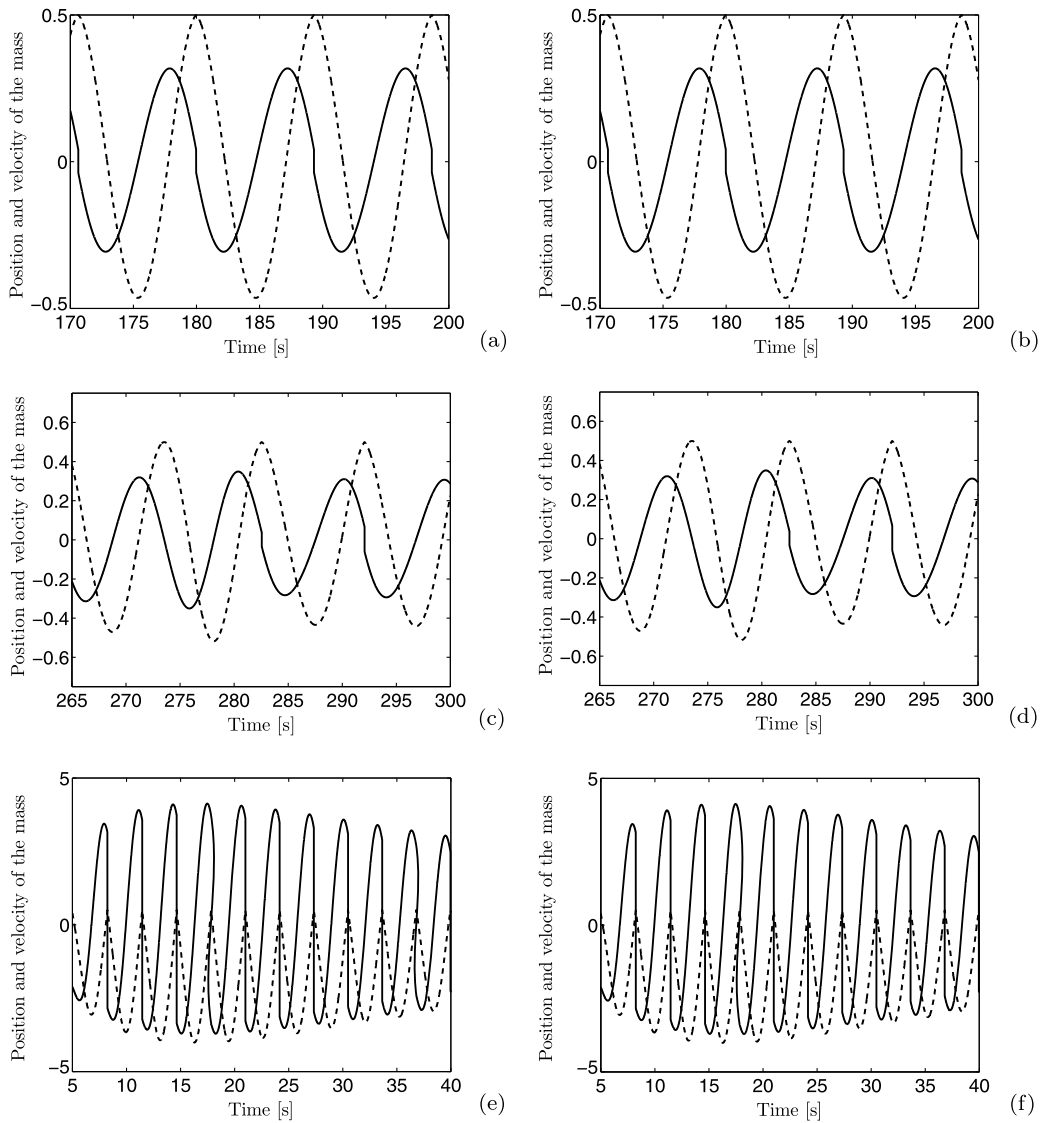 Position and velocity of the mass
0.5
0
−0.5
170 175 180 185 190 195 200
Time [s]
(a)
Position and velocity of the mass
0.5
0
−0.5
170 175 180 185 190 195 200
Time [s]
(b)
Position and velocity of the mass
0.6
0.4
0.2
0
−0.2
−0.4
−0.6
265 270 275 280 285 290 295 300
Time [s]
(c)
Position and velocity of the mass
0.6
0.4
0.2
0
−0.2
−0.4
−0.6
265 270 275 280 285 290 295 300
Time [s]
(d)
Position and velocity of the mass
5
0
−5
5 10 15 20 25 30 35 40
Time [s]
(e)
Position and velocity of the mass
5
0
−5
5 10 15 20 25 30 35 40
Time [s]
(f)